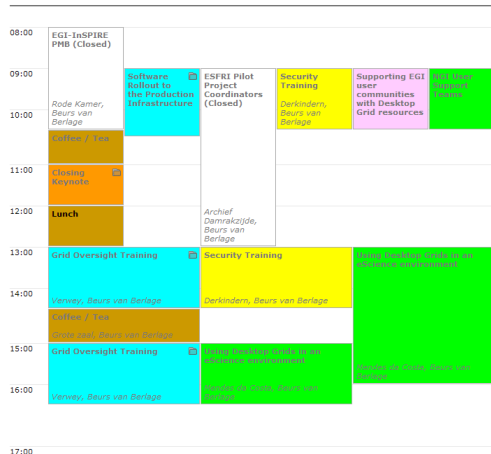 08:00
EGI-InSPIRE
PMB (Closed)
Rode Kamer,
Beurs van
Berlage
09:00
Software
Rollout to
the Production
Infrastructure
ESFRI Pilot
Project
Coordinators
(Closed)
Archief
Damrakzijde,
Beurs van
Berlage
Security
Training
Derkindern,
Beurs van
Berlage
Supporting EGI
user
communities
with Desktop
Grid resources
NGI User
Support
Teams
10:00
Coffee / Tea
11:00
Closing
Keynote
12:00
Lunch
13:00
Grid Oversight Training
Verwey, Beurs van Berlage
Security Training
Derkindern, Beurs van Berlage
Using Desktop Grids in an
eScience environment
Mendes da Costa, Beurs van
Berlage
14:00
Coffee / Tea
Grote zaal, Beurs van Berlage
15:00
Grid Oversight Training
Verwey, Beurs van Berlage
Using Desktop Grids in an
eScience environment
Mendes da Costa, Beurs van
Berlage
16:00
17:00